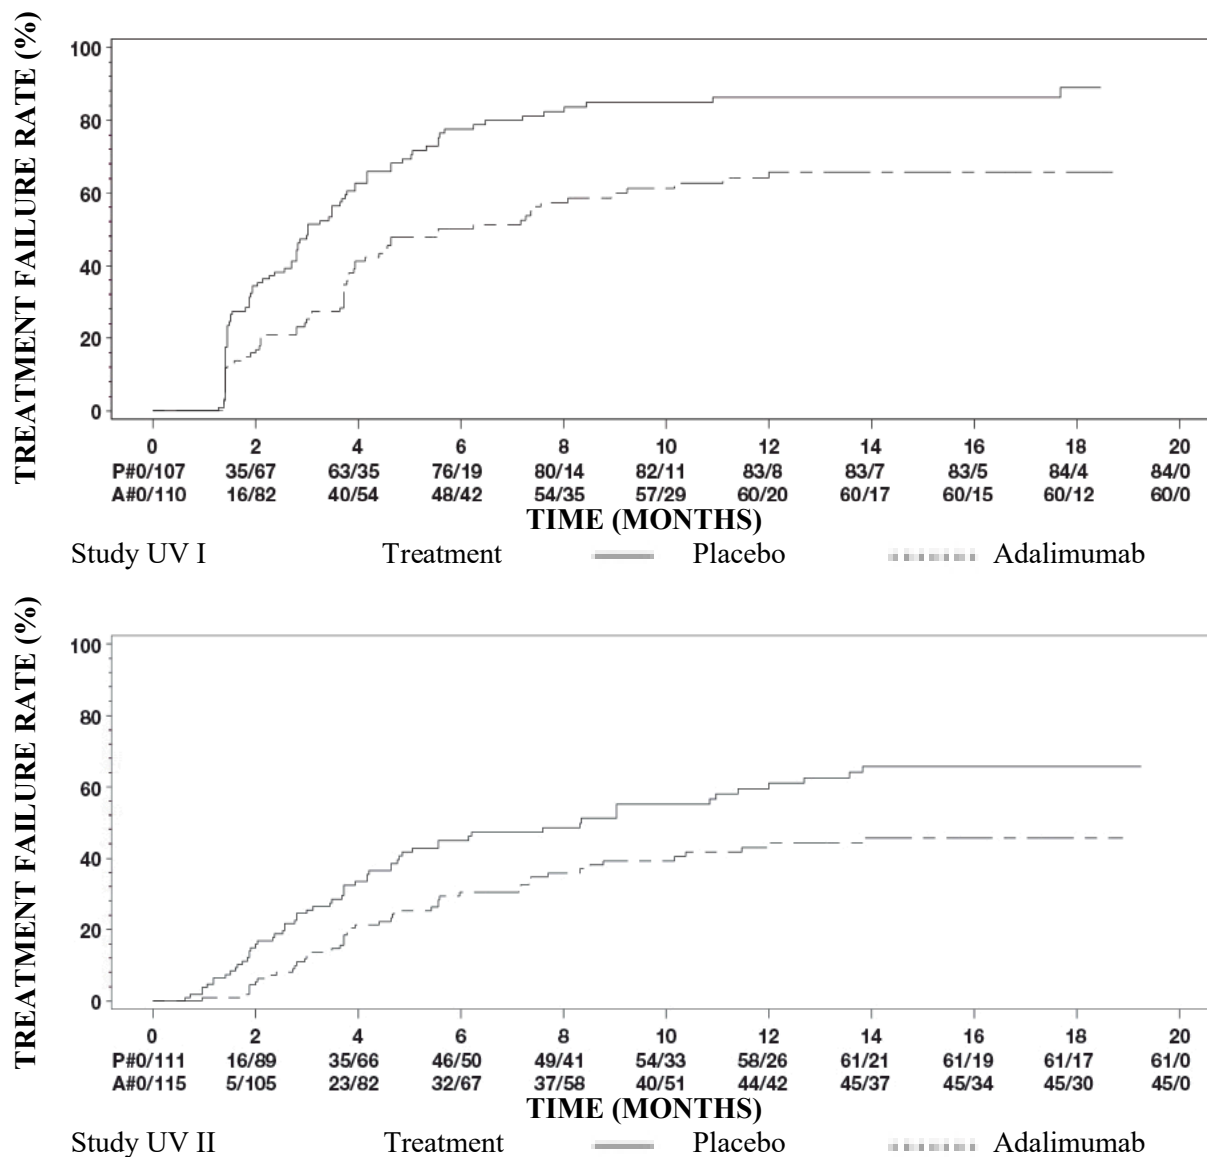 TREATMENT FAILURE RATE (%)
100
80
60
40
20
0
0 2 4 6 8 10 12 14 16 18 20
P#0/107 35/67 63/35 76/19 80/14 82/11 83/8 83/7 83/5 84/4 84/0
A#0/110 16/82 40/54 48/42 54/35 57/29 60/20 60/17 60/15 60/12 60/0
TIME (MONTHS)
Study UV I Treatment Placebo Adalimumab
TREATMENT FAILURE RATE (%)
100
80
60
40
20
0
0 2 4 6 8 10 12 14 16 18 20
P#0/111 16/89 35/66 46/50 49/41 54/33 58/26 61/21 61/19 61/17 61/0
A#0/115 5/105 23/82 32/67 37/58 40/51 44/42 45/37 45/34 45/30 45/0
TIME (MONTHS)
Study UV II Treatment Placebo Adalimumab